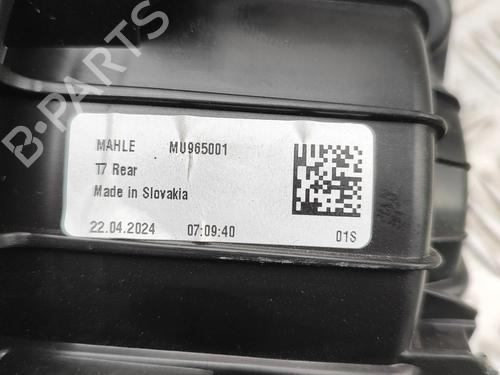 B-PARTS
MAHLE MU965001
T7 Rear
Made in Slovakia
22.04.2024 07:09:40 01S